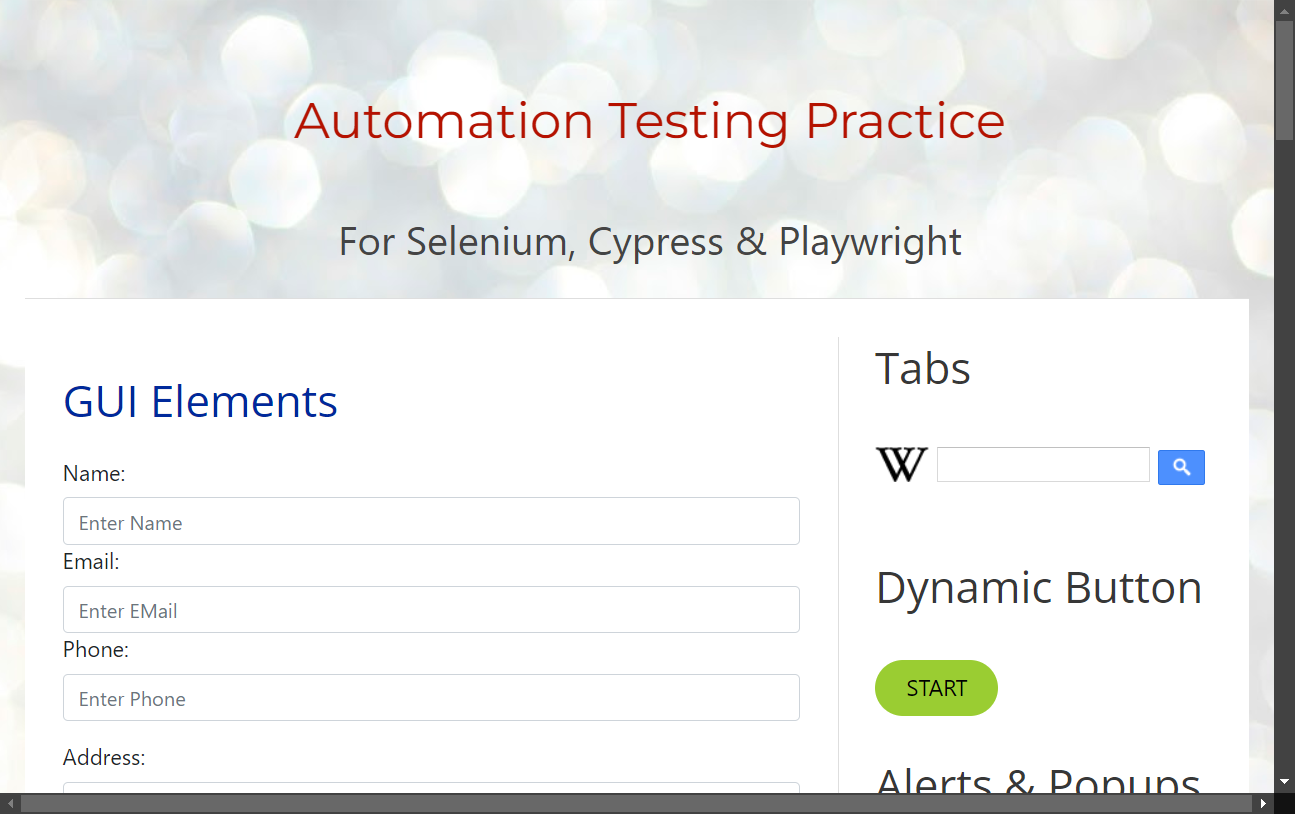 Automation Testing Practice
For Selenium, Cypress & Playwright
GUI Elements
Name:
Enter Name
Email:
Enter EMail
Phone:
Enter Phone
Address:
Tabs
W
Dynamic Button
START
Alerts & Popups